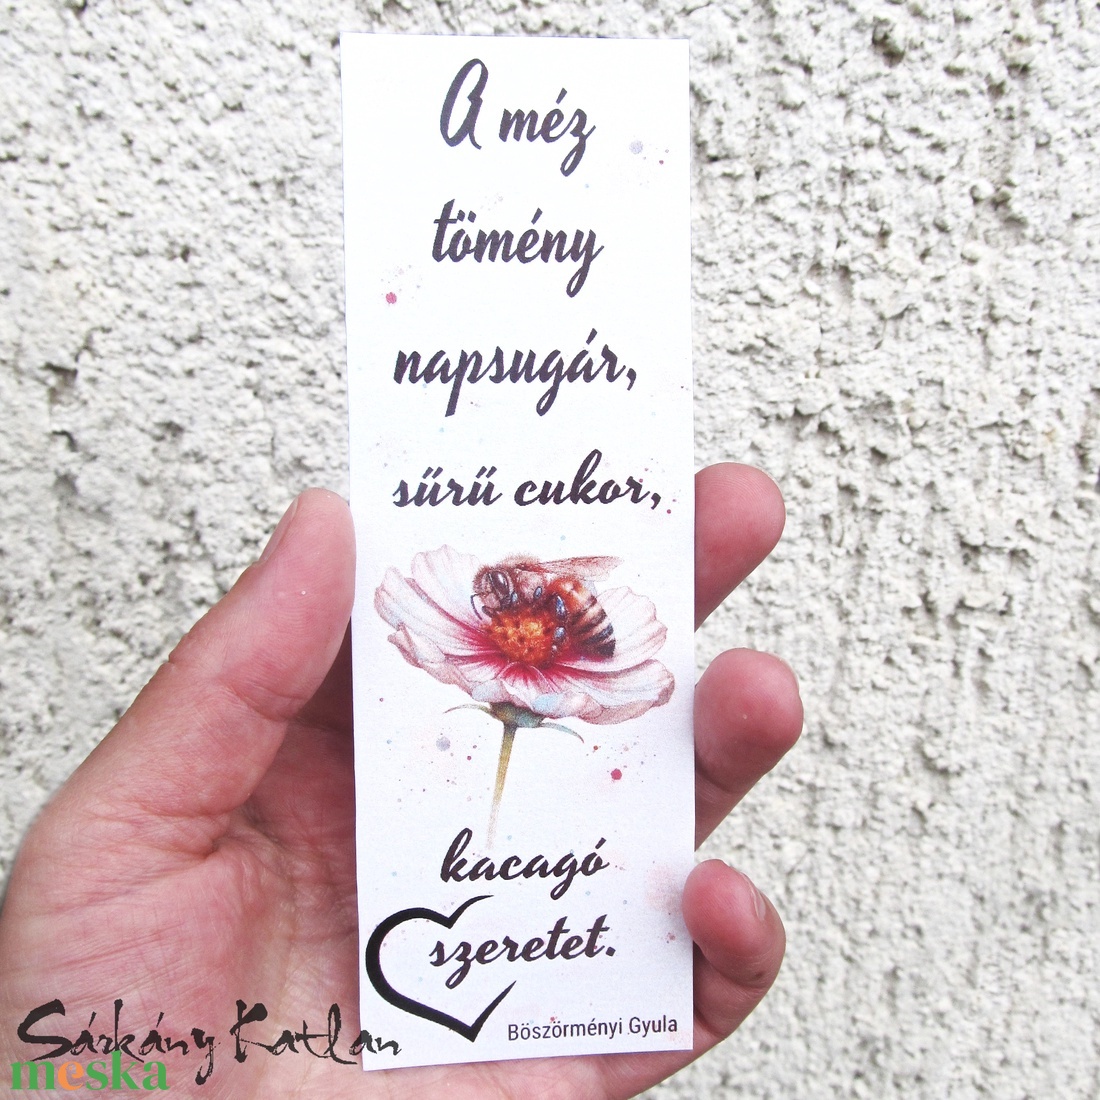 A méz
tömény
napsugár,
sűrű cukor,
kacagó
szeretet.
Böszörményi Gyula
Sárkány Katlan
meska